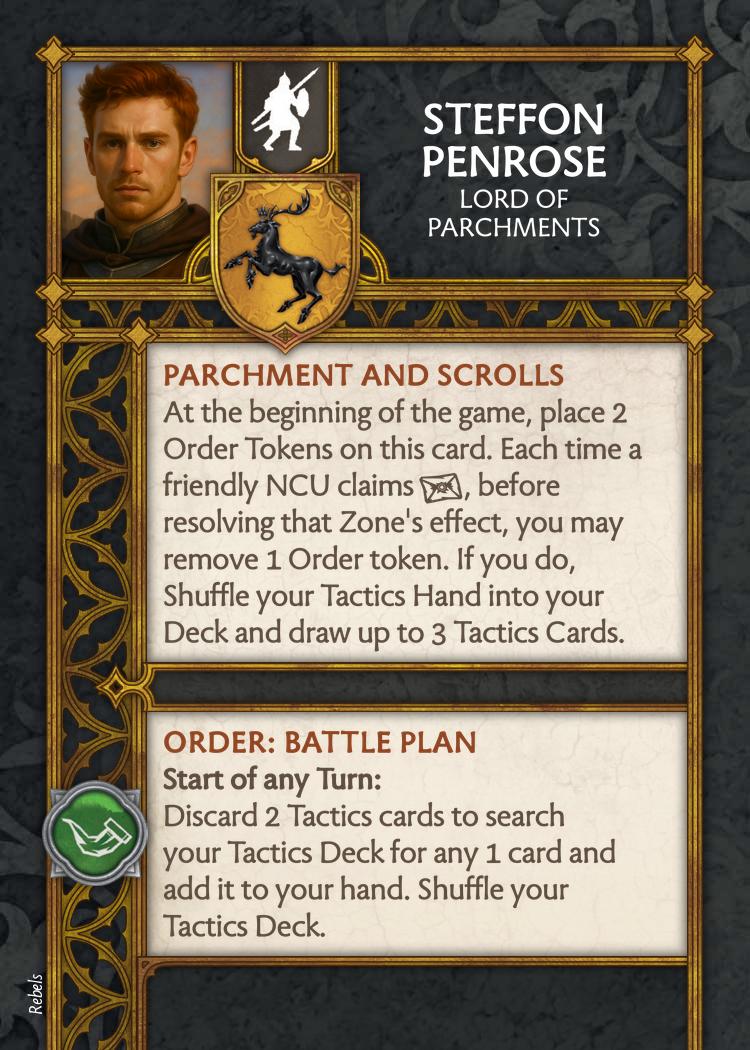 STEFFON
PENROSE
LORD OF
PARCHMENTS
PARCHMENT AND SCROLLS
At the beginning of the game, place 2
Order Tokens on this card. Each time a
friendly NCU claims , before
resolving that Zone's effect, you may
remove 1 Order token. If you do,
Shuffle your Tactics Hand into your
Deck and draw up to 3 Tactics Cards.
ORDER: BATTLE PLAN
Start of any Turn:
Discard 2 Tactics cards to search
your Tactics Deck for any 1 card and
add it to your hand. Shuffle your
Tactics Deck.
Rebels